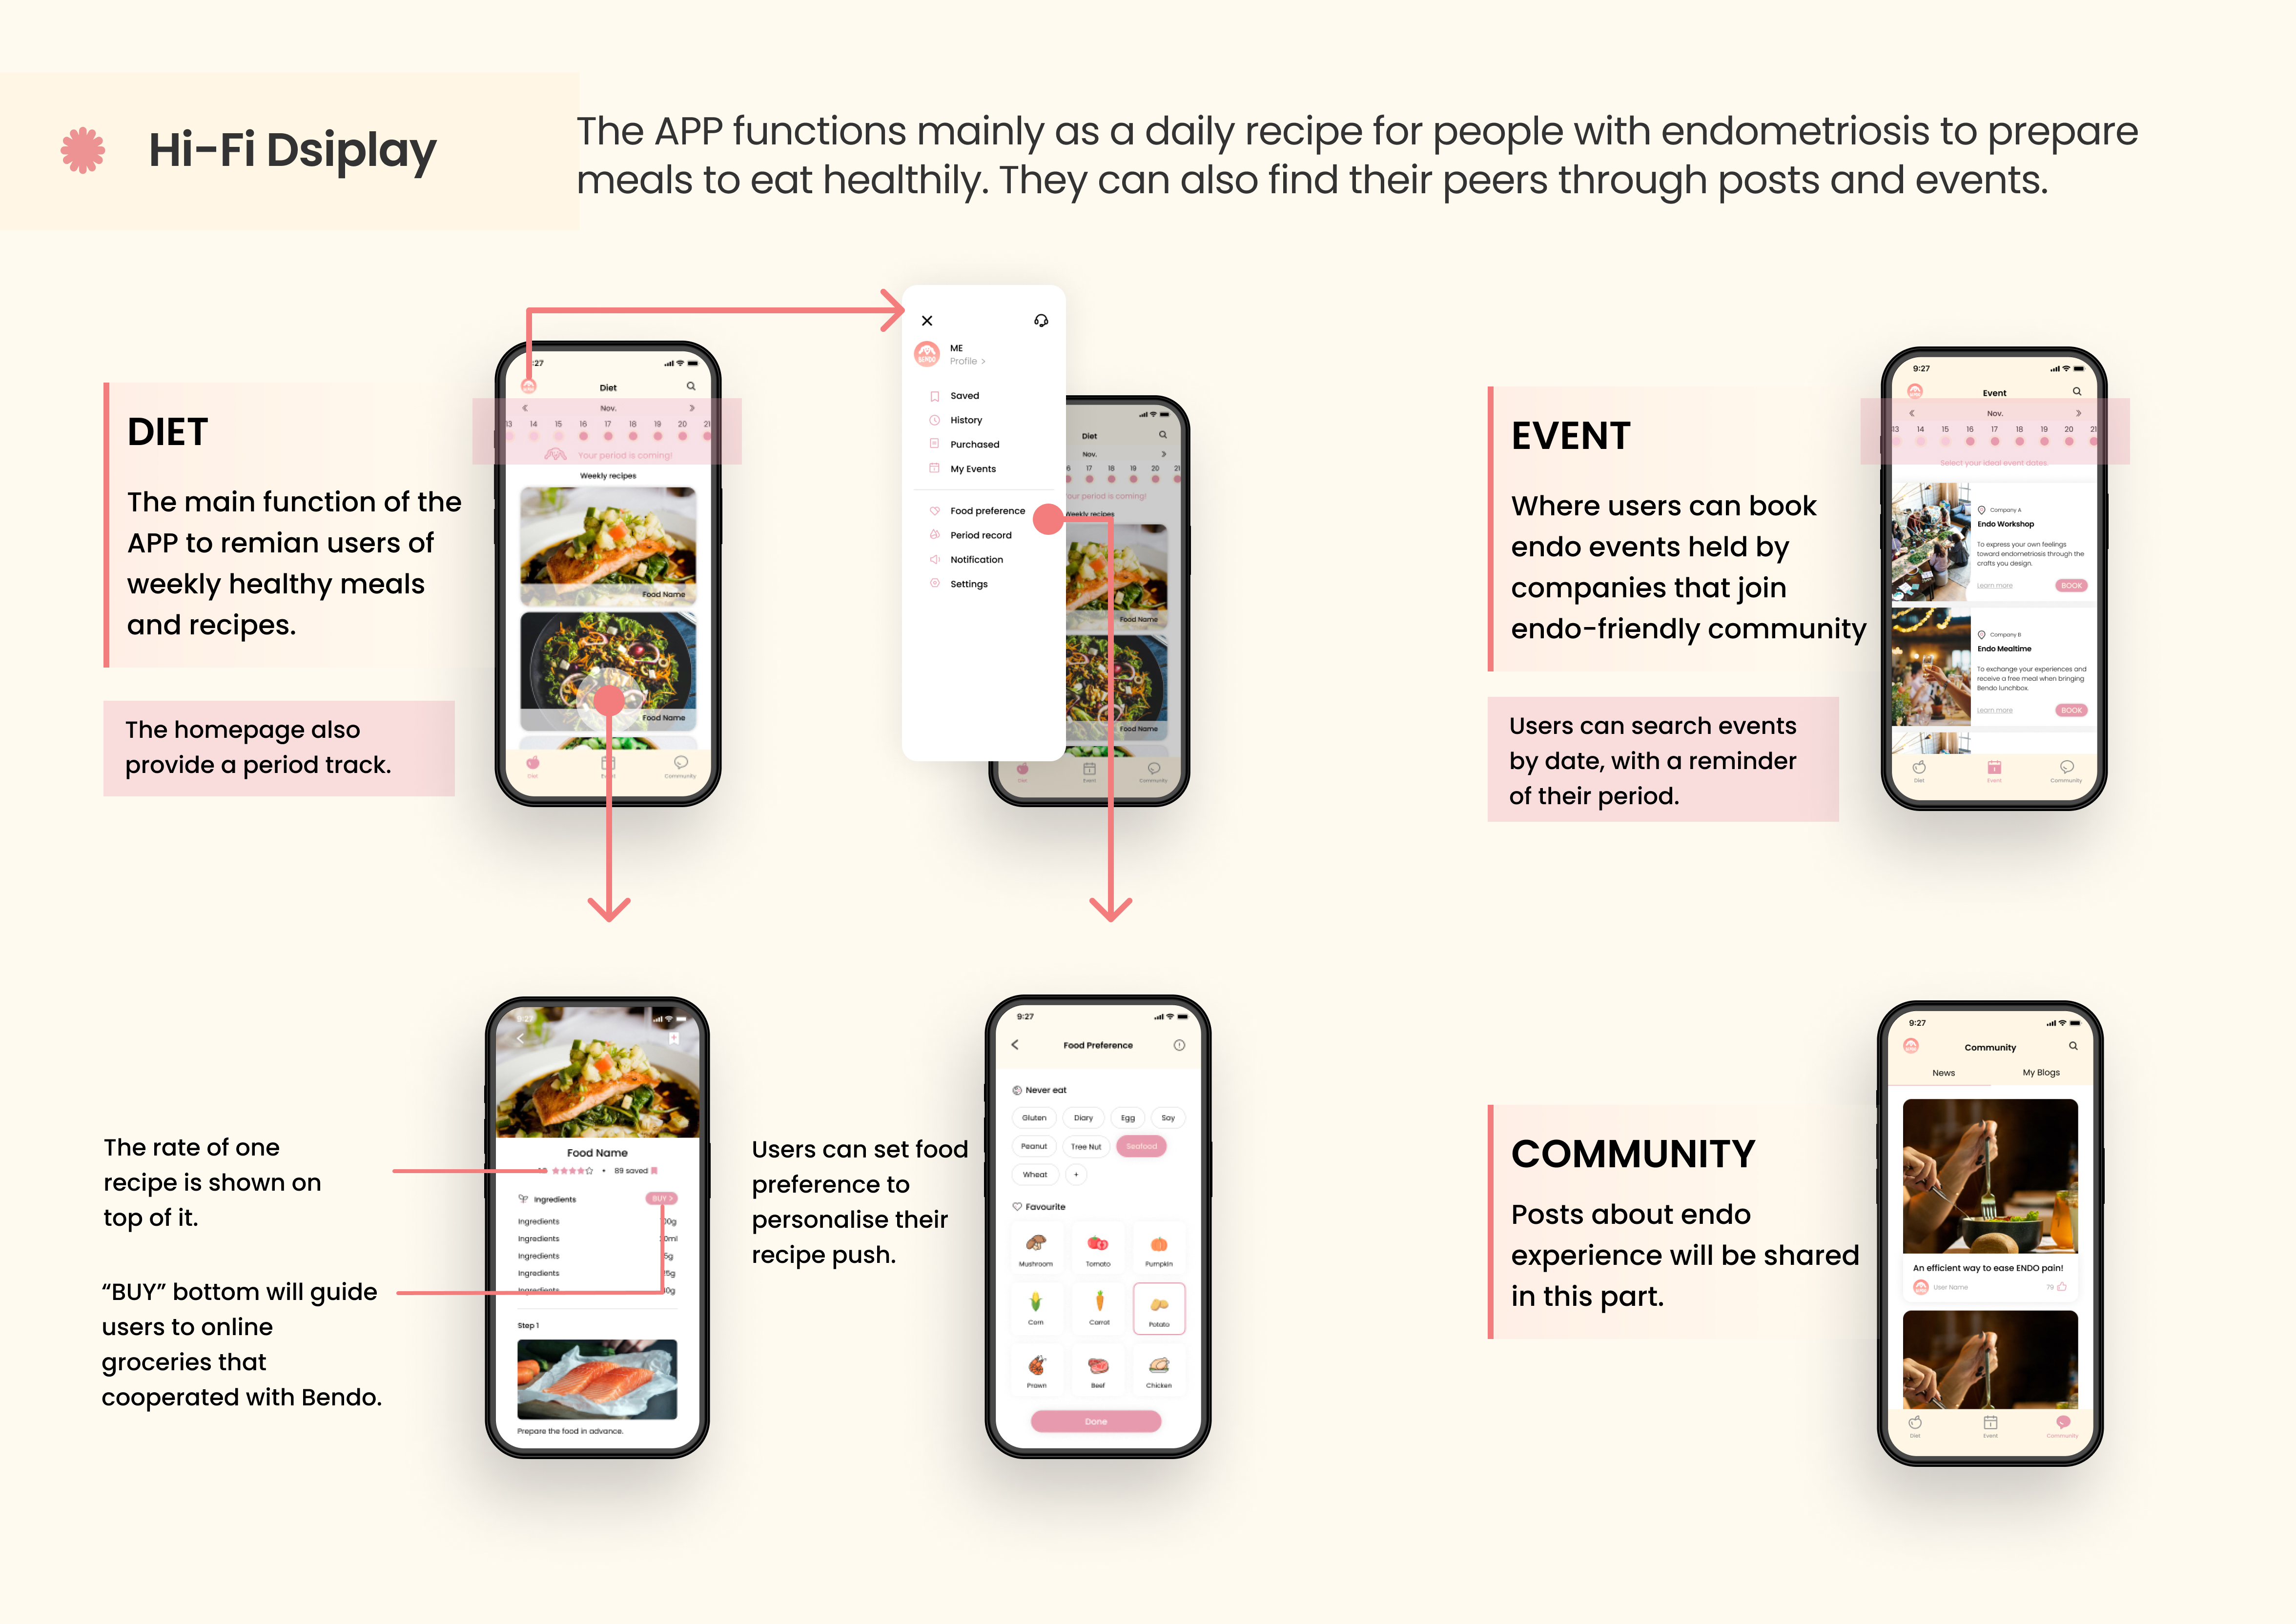 Hi-Fi Dsiplay
The APP functions mainly as a daily recipe for people with endometriosis to prepare
meals to eat healthily. They can also find their peers through posts and events.
DIET
The main function of the
APP to remian users of
weekly healthy meals
and recipes.
The homepage also
provide a period track.
:27
Diet
Nov.
13 14 15 16 17 18 19 20 21
Your period is coming!
Weekly recipes
Food Name
Food Name
Diet
Community
ME
Profile >
Saved
History
Purchased
My Events
Food preference
Period record
Notification
Settings
Diet
Nov.
17 18 19 20 21
your period is coming!
Weekly recipes
Food Name
Food Name
Diet Event Community
EVENT
Where users can book
endo events held by
companies that join
endo-friendly community
Users can search events
by date, with a reminder
of their period.
9:27
Event
Nov.
13 14 15 16 17 18 19 20 21
Select your ideal event dates.
Company A
Endo Workshop
To express your own feelings
toward endometriosis through the
crafts you design.
Learn more BOOK
Company B
Endo Mealtime
To exchonge your experiences and
receive a free meal when bringing
Bendo lunchbox.
Learn more BOOK
Diet Event Community
The rate of one
recipe is shown on
top of it.
“BUY” bottom will guide
users to online
groceries that
cooperated with Bendo.
9:27
Food Name
89 saved
Ingredients BUY >
Ingredients 00g
Ingredients 0ml
Ingredients 5g
Ingredients 5g
Ingredients 0g
Step 1
Prepare the food in advance.
Users can set food
preference to
personalise their
recipe push.
9:27
Food Preference
Never eat
Gluten Diary Egg Soy
Peanut Tree Nut Seafood
Wheat +
Favourite
Mushroom Tomato Pumpkin
Corn Carrot Potato
Prawn Beef Chicken
Done
COMMUNITY
Posts about endo
experience will be shared
in this part.
9:27
Community
News My Blogs
An efficient way to ease ENDO pain!
User Name 79
Diet Event Community